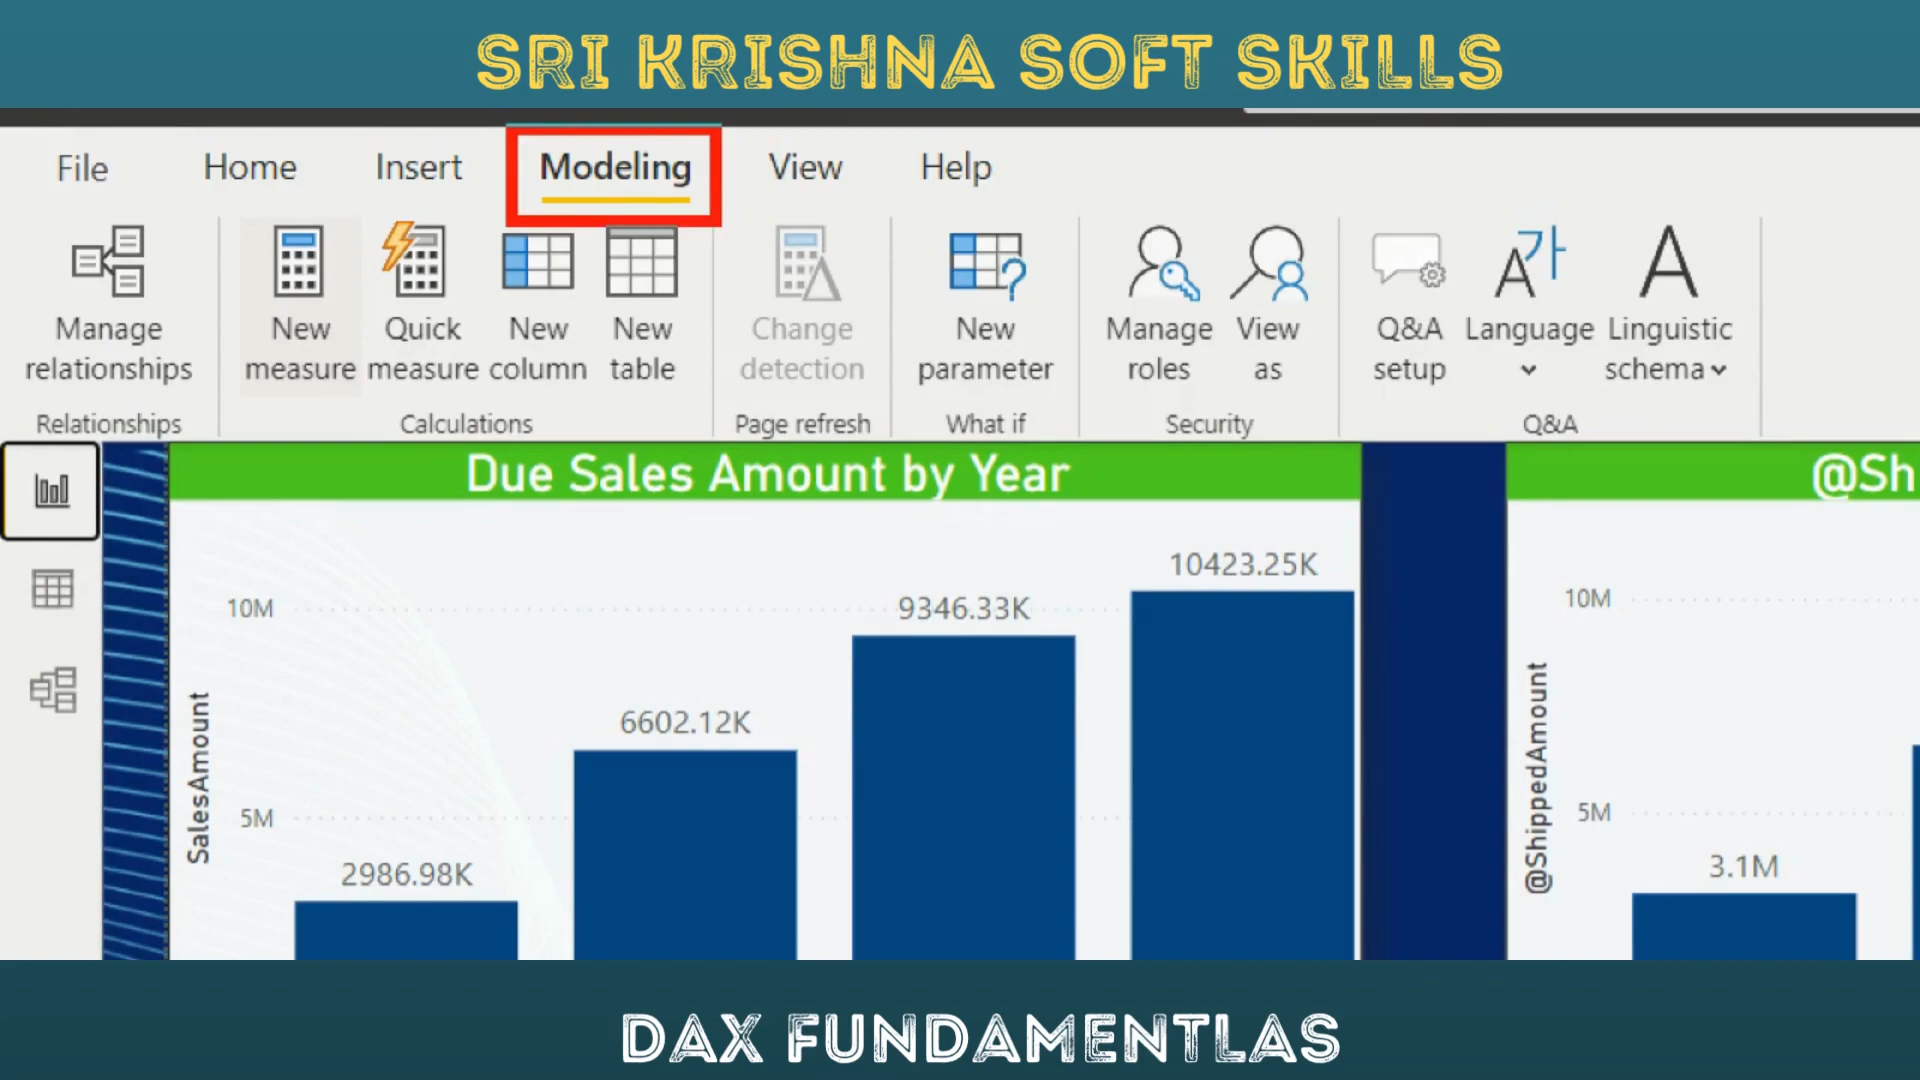 SRI KRISHNA SOFT SKILLS
File Home Insert Modeling View Help
Manage relationships
New measure
Quick measure
New column
New table
Change detection
New parameter
Manage roles
View as
Q&A setup
Language
Linguistic schema
Relationships
Calculations
Page refresh
What if
Security
Q&A
Due Sales Amount by Year
SalesAmount
10M
5M
2986.98K
6602.12K
9346.33K
10423.25K
@Sh
@ShippedAmount
10M
5M
3.1M
DAX FUNDAMENTLAS